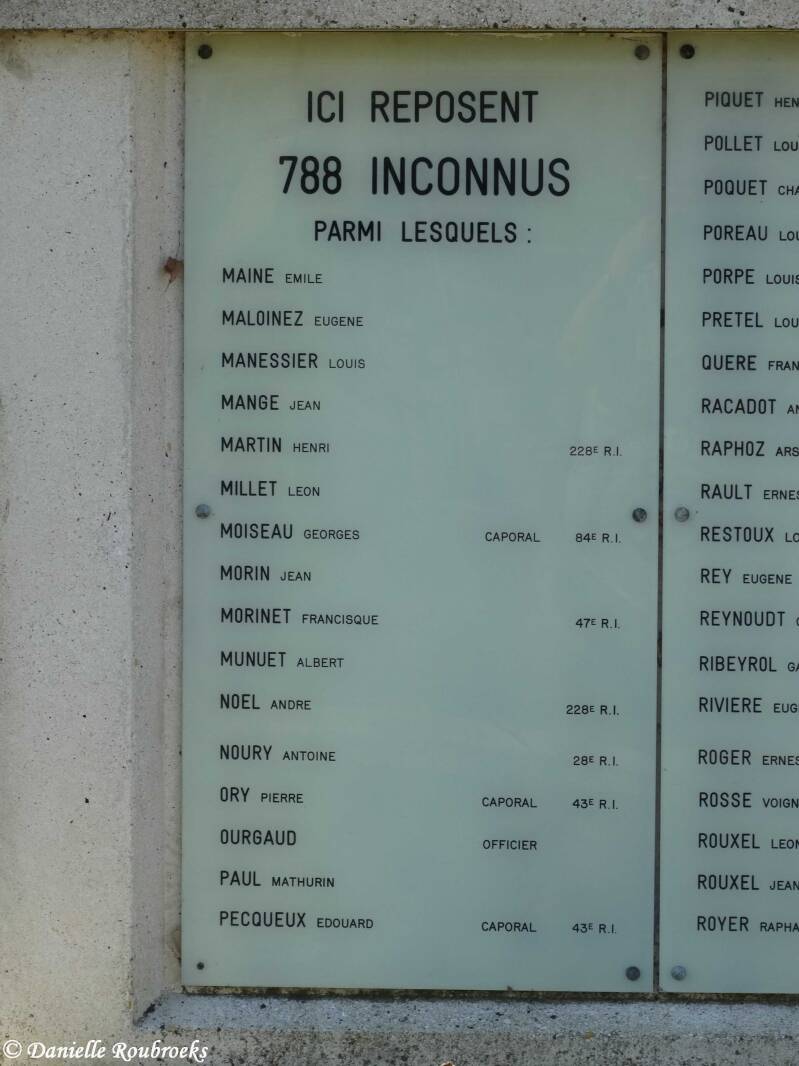 ICI REPOSENT
788 INCONNUS
PARMI LESQUELS :
MAINE EMILE
MALOINEZ EUGENE
MANESSIER LOUIS
MANGE JEAN
MARTIN HENRI 228E R.I.
MILLET LEON
MOISEAU GEORGES CAPORAL 84E R.I.
MORIN JEAN
MORINET FRANCISQUE 47E R.I.
MUNUET ALBERT
NOEL ANDRE 228E R.I.
NOURY ANTOINE 28E R.I.
ORY PIERRE CAPORAL 43E R.I.
OURGAUD OFFICIER
PAUL MATHURIN
PECQUEUX EDOUARD CAPORAL 43E R.I.
PIQUET
POLLET
POQUET
POREAU
PORPE LOUIS
PRETEL
QUERE
RACADOT
RAPHOZ
RAULT
RESTOUX
REY EUGENE
REYNOUDT
RIBEYROL
RIVIERE
ROGER
ROSSE
ROUXEL LEON
ROUXEL JEAN
ROYER
© Danielle Roubroeks